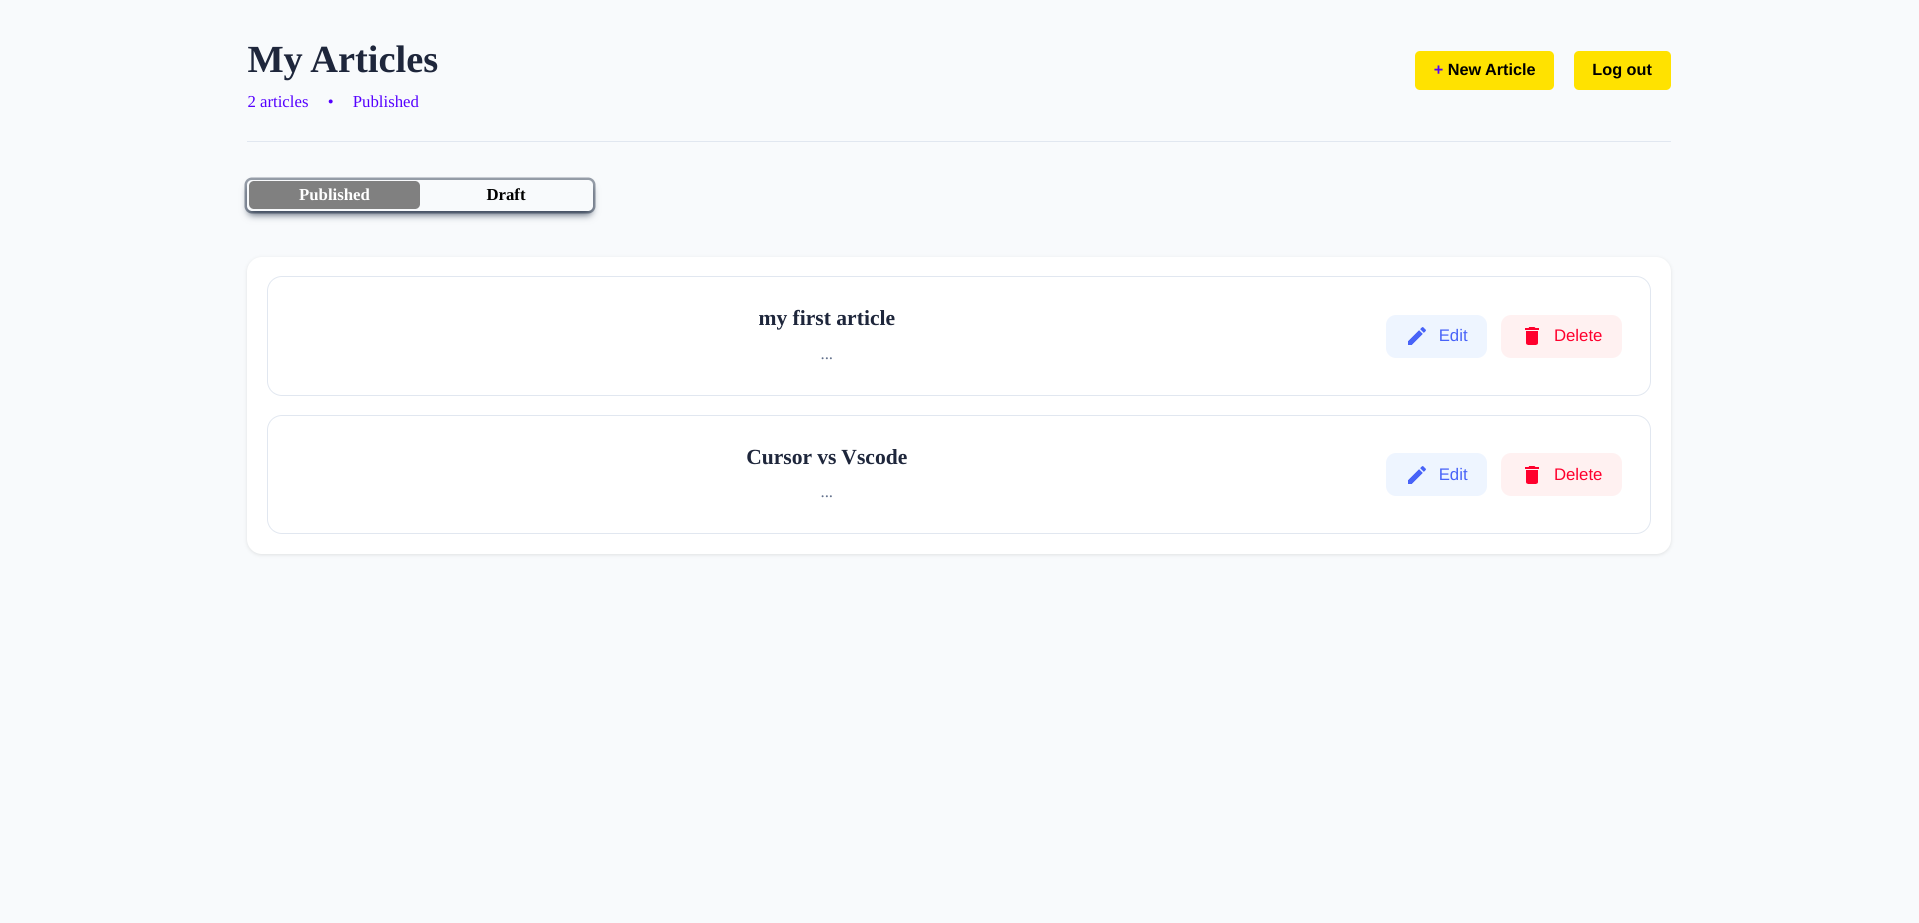 My Articles
2 articles • Published
+ New Article
Log out
Published
Draft
my first article
...
Edit
Delete
Cursor vs Vscode
...
Edit
Delete